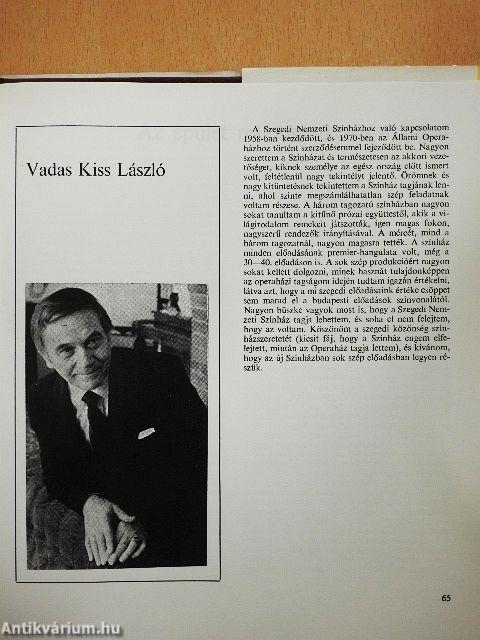 Vadas Kiss László
A Szegedi Nemzeti Színházhoz való kapcsolatom
1958-ban kezdődött, és 1970-ben az Állami Opera-
házhoz történt szerződésemmel fejeződött be. Nagyon
szerettem a Színházat és természetesen az akkori veze-
tőséget, kiknek személye az egész ország előtt ismert
volt, feltétlenül nagy tekintélyt jelentő. Örömnek és
nagy kitüntetésnek tekintettem a Színház tagjának len-
ni, ahol szinte megszámlálhatatlan szép feladatnak
voltam részese. A három tagozatú színházban nagyon
sokat tanultam a kitűnő prózai együttestől, akik a vi-
lágirodalom remekeit játszották, igen magas fokon,
nagyszerű rendezők irányításával. A mércét, mind a
három tagozatnál, nagyon magasra tették. A színház
minden előadásának premier-hangulata volt, még a
30—40. előadáson is. A sok szép produkcióért nagyon
sokat kellett dolgozni, minek hasznát tulajdonképpen
az operaházi tagságom idején tudtam igazán értékelni,
látva azt, hogy a mi szegedi előadásaink értéke csöppet
sem marad el a budapesti előadások színvonalától.
Nagyon büszke vagyok most is, hogy a Szegedi Nem-
zeti Színház tagja lehettem, és soha el nem felejtem,
hogy az voltam. Köszönöm a szegedi közönség szín-
házszeretetét (kicsit fáj, hogy a Színház engem elfe-
lejtett, miután az Operaház tagja lettem), és kívánom,
hogy az új Színházban sok szép előadásban legyen ré-
szük.
65
Antikvárium.hu